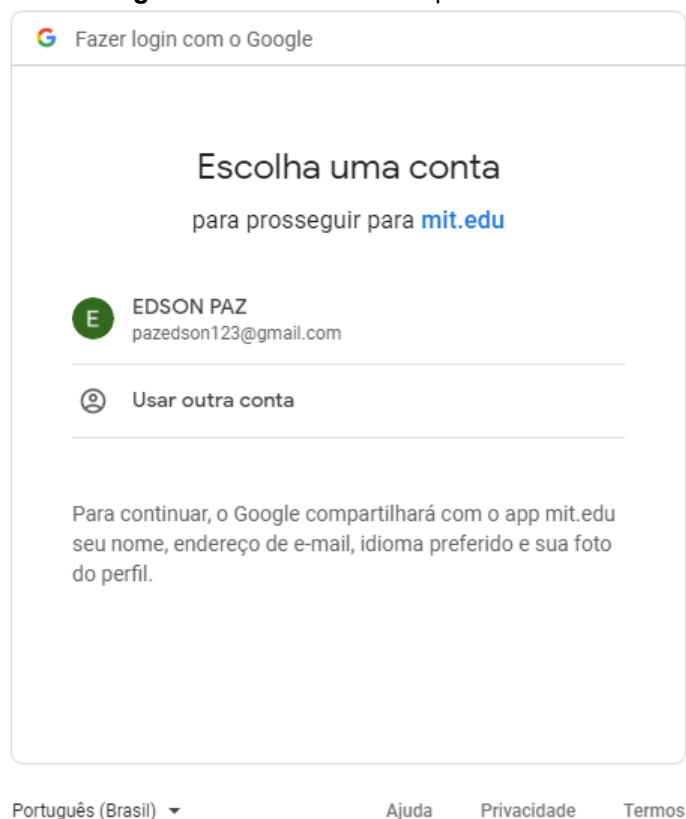 Fazer login com o Google
Escolha uma conta
para prosseguir para mit.edu
E
EDSON PAZ
pazedson123@gmail.com
Usar outra conta
Para continuar, o Google compartilhará com o app mit.edu
seu nome, endereço de e-mail, idioma preferido e sua foto
do perfil.
Português (Brasil)
Ajuda Privacidade Termos